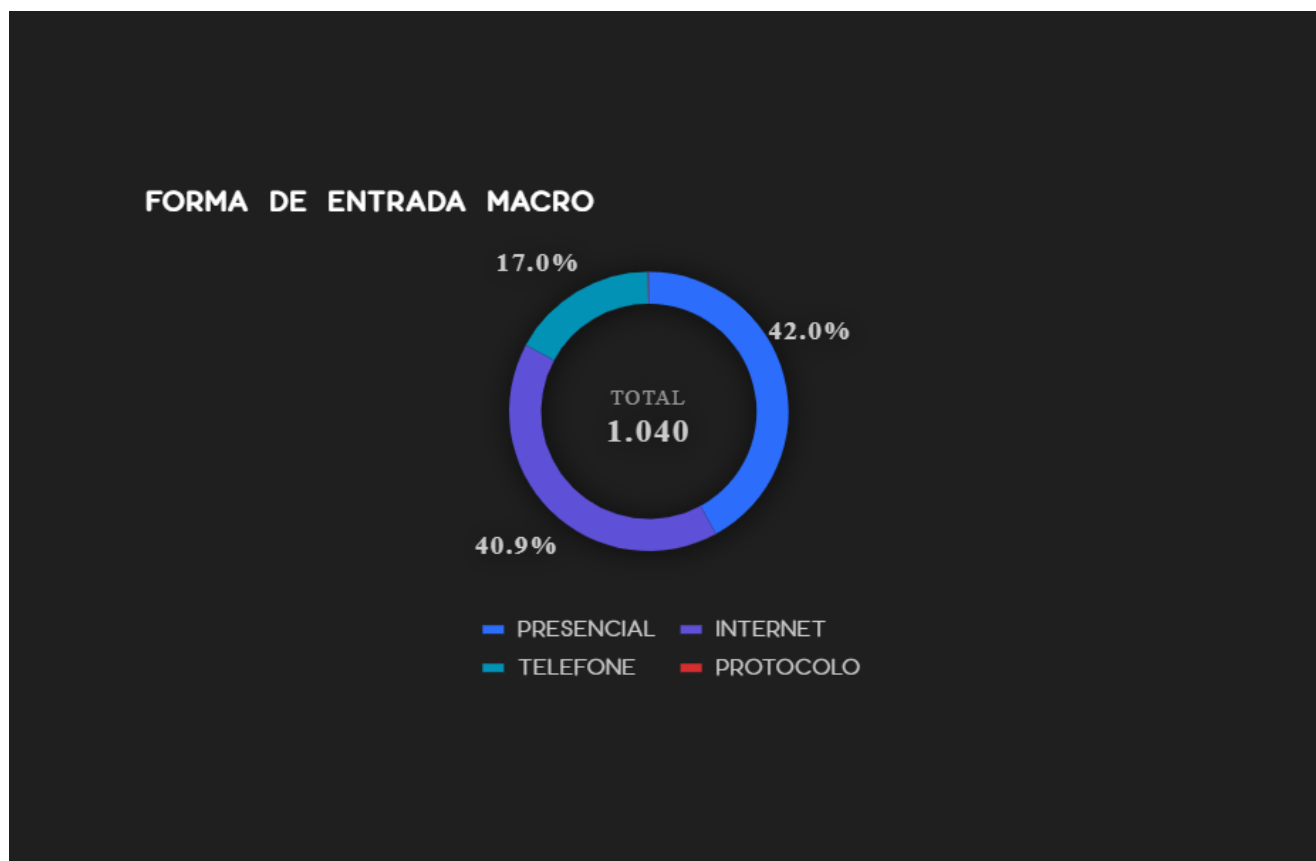 FORMA DE ENTRADA MACRO
17.0%
42.0%
TOTAL
1.040
40.9%
PRESENCIAL INTERNET
TELEFONE PROTOCOLO